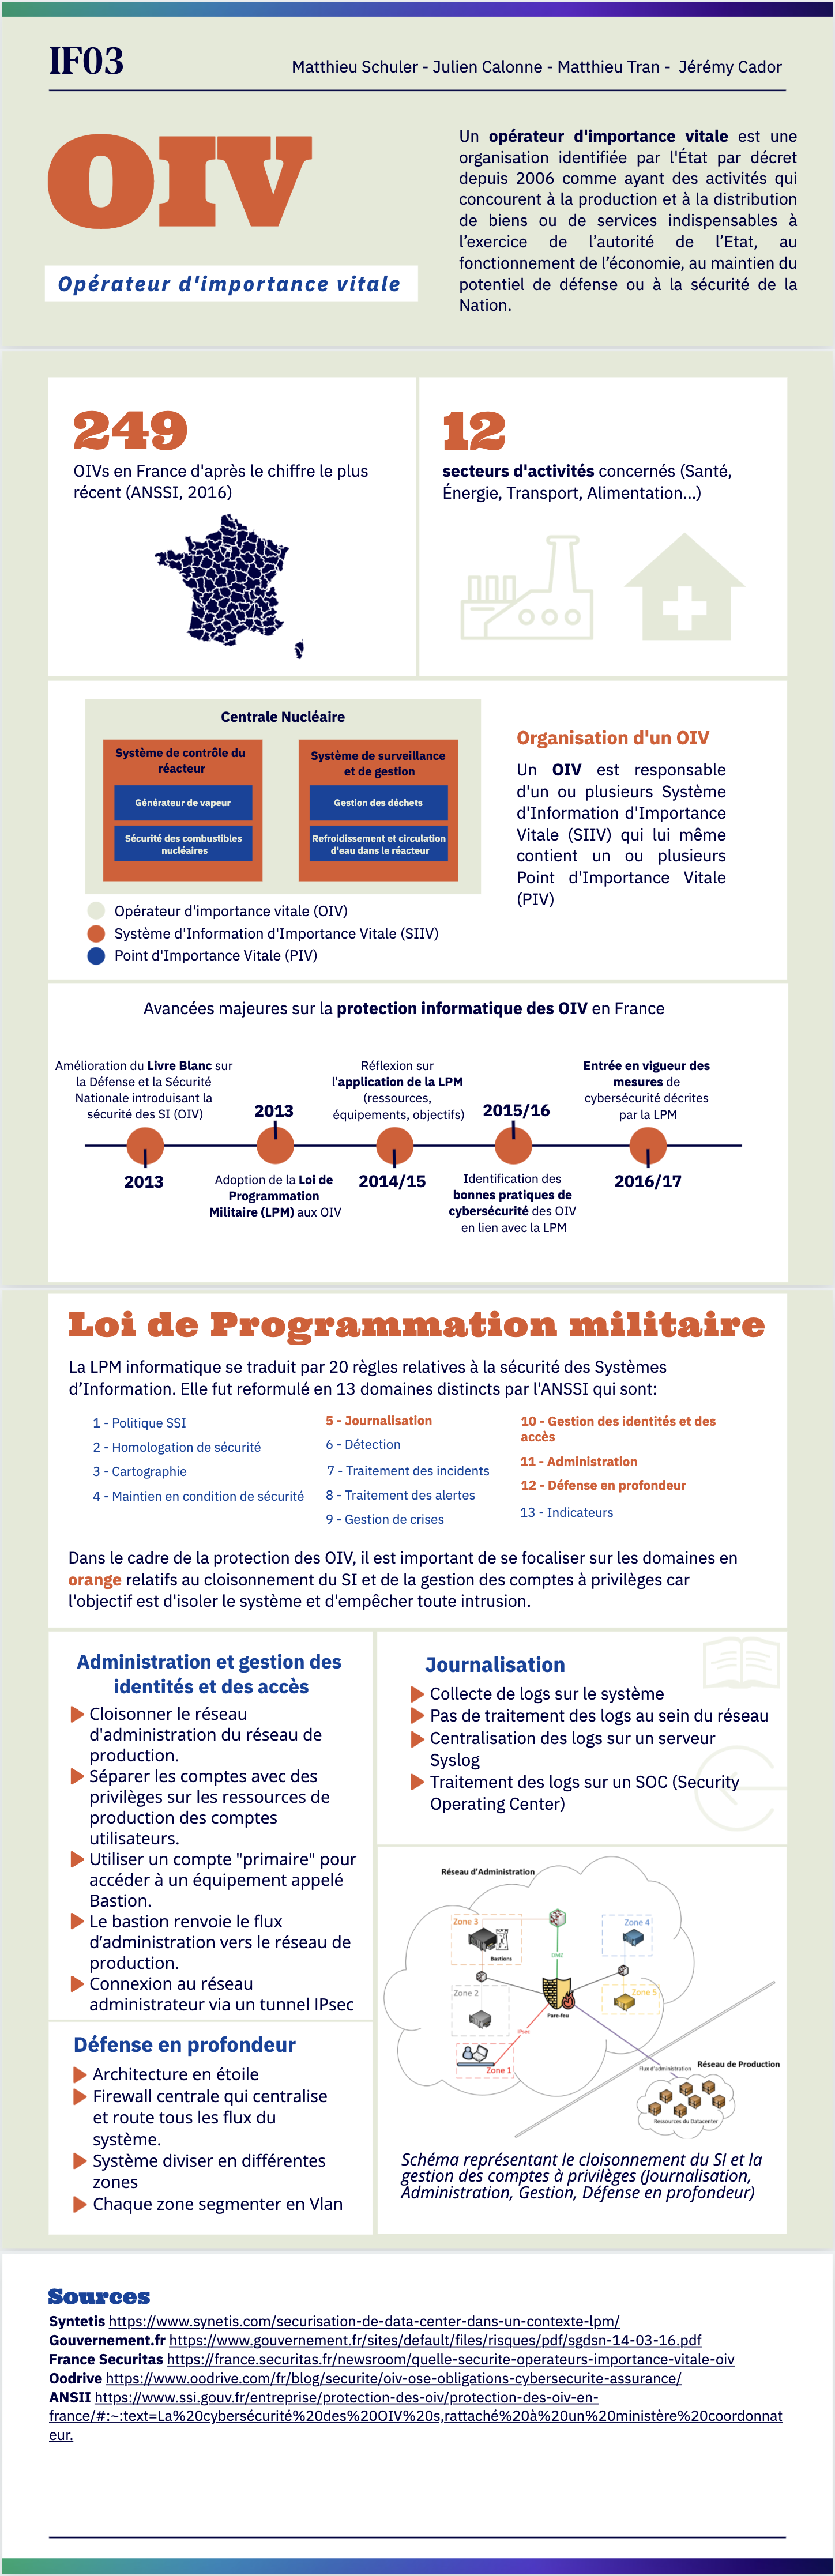 IF03
Matthieu Schuler - Julien Calonne - Matthieu Tran - Jérémy Cador
OIV
Opérateur d'importance vitale
Un opérateur d'importance vitale est une
organisation identifiée par l'État par décret
depuis 2006 comme ayant des activités qui
concourent à la production et à la distribution
de biens ou de services indispensables à
l’exercice de l’autorité de l’Etat, au
fonctionnement de l’économie, au maintien du
potentiel de défense ou à la sécurité de la
Nation.
249
OIVs en France d'après le chiffre le plus
récent (ANSSI, 2016)
12
secteurs d'activités concernés (Santé,
Énergie, Transport, Alimentation...)
Centrale Nucléaire
Système de contrôle du
réacteur
Générateur de vapeur
Sécurité des combustibles
nucléaires
Système de surveillance
et de gestion
Gestion des déchets
Refroidissement et circulation
d'eau dans le réacteur
Opérateur d'importance vitale (OIV)
Système d'Information d'Importance Vitale (SIIV)
Point d'Importance Vitale (PIV)
Organisation d'un OIV
Un OIV est responsable
d'un ou plusieurs Système
d'Information d'Importance
Vitale (SIIV) qui lui même
contient un ou plusieurs
Point d'Importance Vitale
(PIV)
Avancées majeures sur la protection informatique des OIV en France
Amélioration du Livre Blanc sur
la Défense et la Sécurité
Nationale introduisant la
sécurité des SI (OIV)
2013
2013
Adoption de la Loi de
Programmation
Militaire (LPM) aux OIV
Réflexion sur
l'application de la LPM
(ressources,
équipements, objectifs)
2014/15
2015/16
Identification des
bonnes pratiques de
cybersécurité des OIV
en lien avec la LPM
Entrée en vigueur des
mesures de
cybersécurité décrites
par la LPM
2016/17
Loi de Programmation militaire
La LPM informatique se traduit par 20 règles relatives à la sécurité des Systèmes
d’Information. Elle fut reformulé en 13 domaines distincts par l'ANSSI qui sont:
1 - Politique SSI
2 - Homologation de sécurité
3 - Cartographie
4 - Maintien en condition de sécurité
5 - Journalisation
6 - Détection
7 - Traitement des incidents
8 - Traitement des alertes
9 - Gestion de crises
10 - Gestion des identités et des
accès
11 - Administration
12 - Défense en profondeur
13 - Indicateurs
Dans le cadre de la protection des OIV, il est important de se focaliser sur les domaines en
orange relatifs au cloisonnement du SI et de la gestion des comptes à privilèges car
l'objectif est d'isoler le système et d'empêcher toute intrusion.
Administration et gestion des
identités et des accès
Cloisonner le réseau
d'administration du réseau de
production.
Séparer les comptes avec des
privilèges sur les ressources de
production des comptes
utilisateurs.
Utiliser un compte "primaire" pour
accéder à un équipement appelé
Bastion.
Le bastion renvoie le flux
d’administration vers le réseau de
production.
Connexion au réseau
administrateur via un tunnel IPsec
Journalisation
Collecte de logs sur le système
Pas de traitement des logs au sein du réseau
Centralisation des logs sur un serveur
Syslog
Traitement des logs sur un SOC (Security
Operating Center)
Défense en profondeur
Architecture en étoile
Firewall centrale qui centralise
et route tous les flux du
système.
Système diviser en différentes
zones
Chaque zone segmenter en Vlan
Réseau d’Administration
Zone 3
Bastions
DMZ
Zone 4
Zone 2
Pare-feu
Zone 5
IPsec
Zone 1
Flux d'administration
Réseau de Production
Ressources du Datacenter
Schéma représentant le cloisonnement du SI et la
gestion des comptes à privilèges (Journalisation,
Administration, Gestion, Défense en profondeur)
Sources
Syntetis https://www.synetis.com/securisation-de-data-center-dans-un-contexte-lpm/
Gouvernement.fr https://www.gouvernement.fr/sites/default/files/risques/pdf/sgdsn-14-03-16.pdf
France Securitas https://france.securitas.fr/newsroom/quelle-securite-operateurs-importance-vitale-oiv
Oodrive https://www.oodrive.com/fr/blog/securite/oiv-ose-obligations-cybersecurite-assurance/
ANSII https://www.ssi.gouv.fr/entreprise/protection-des-oiv/protection-des-oiv-en-
france/#:~:text=La%20cybersécurité%20des%20OIV%20s,rattaché%20à%20un%20ministère%20coordonnat
eur.